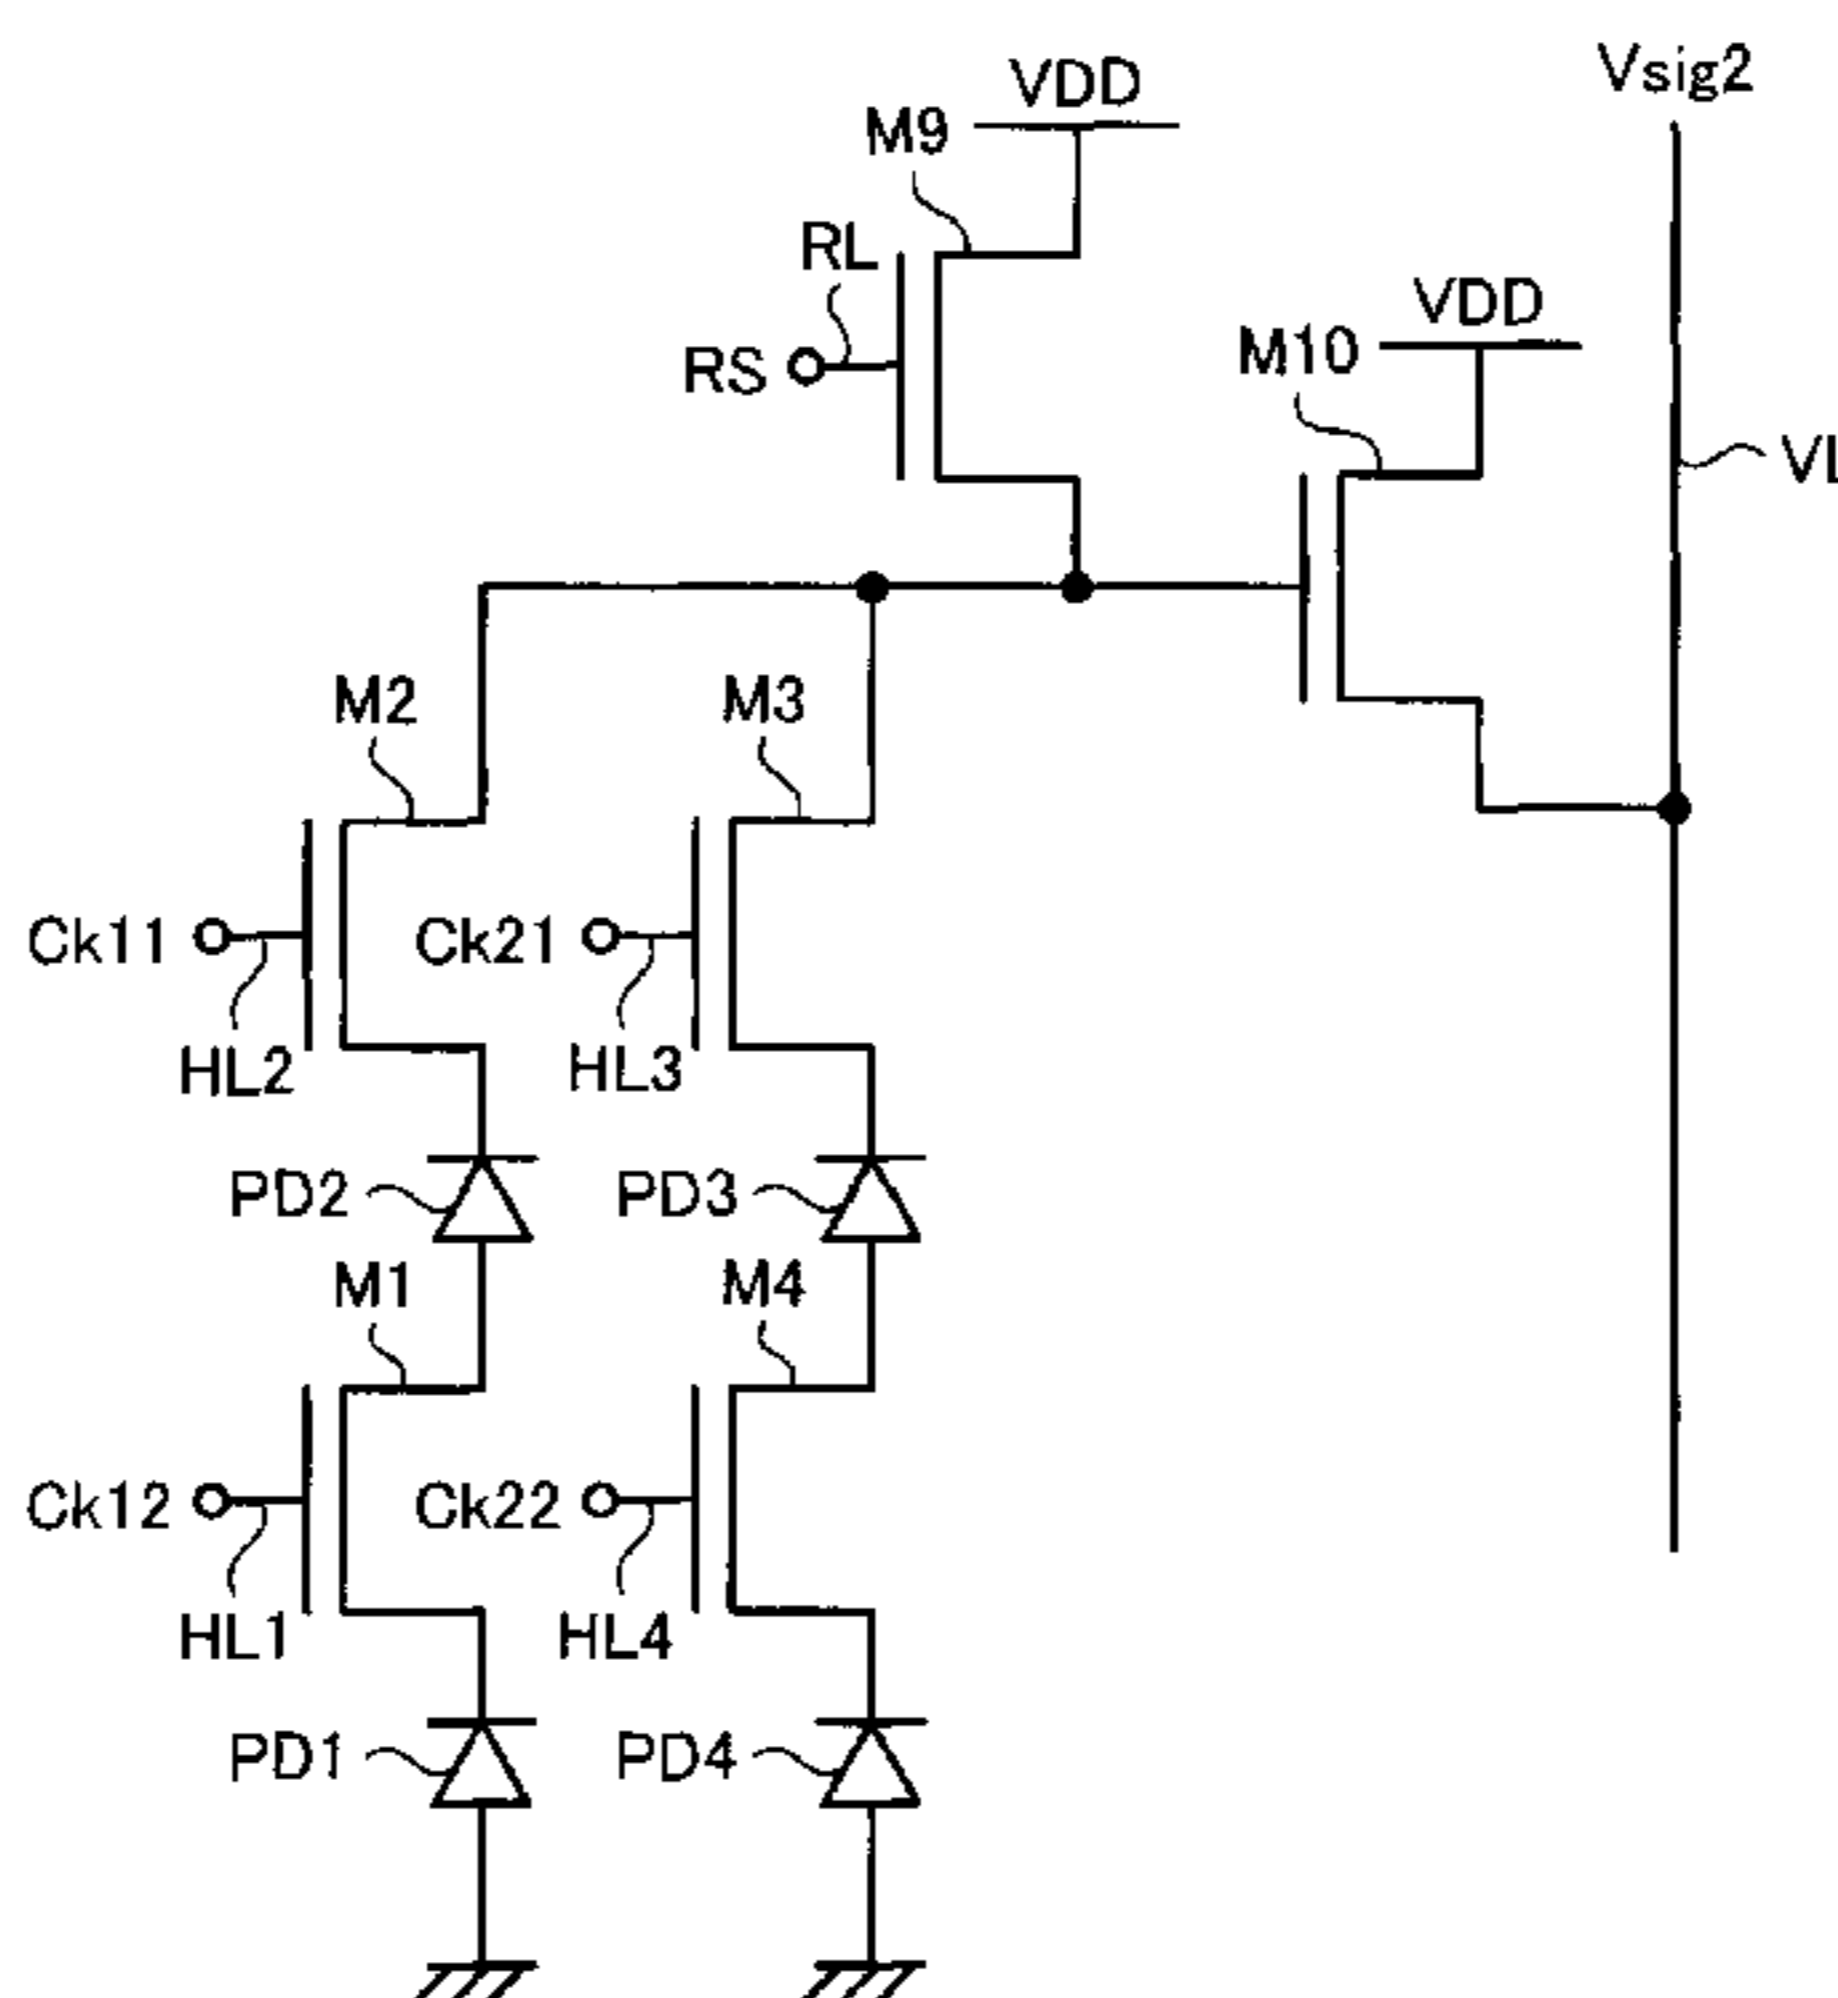 Vsig2
VDD
M9
RL
VDD
M10
RS
VL
M2
M3
Ck11
Ck21
HL2
HL3
PD2
PD3
M1
M4
Ck12
Ck22
HL1
HL4
PD1
PD4